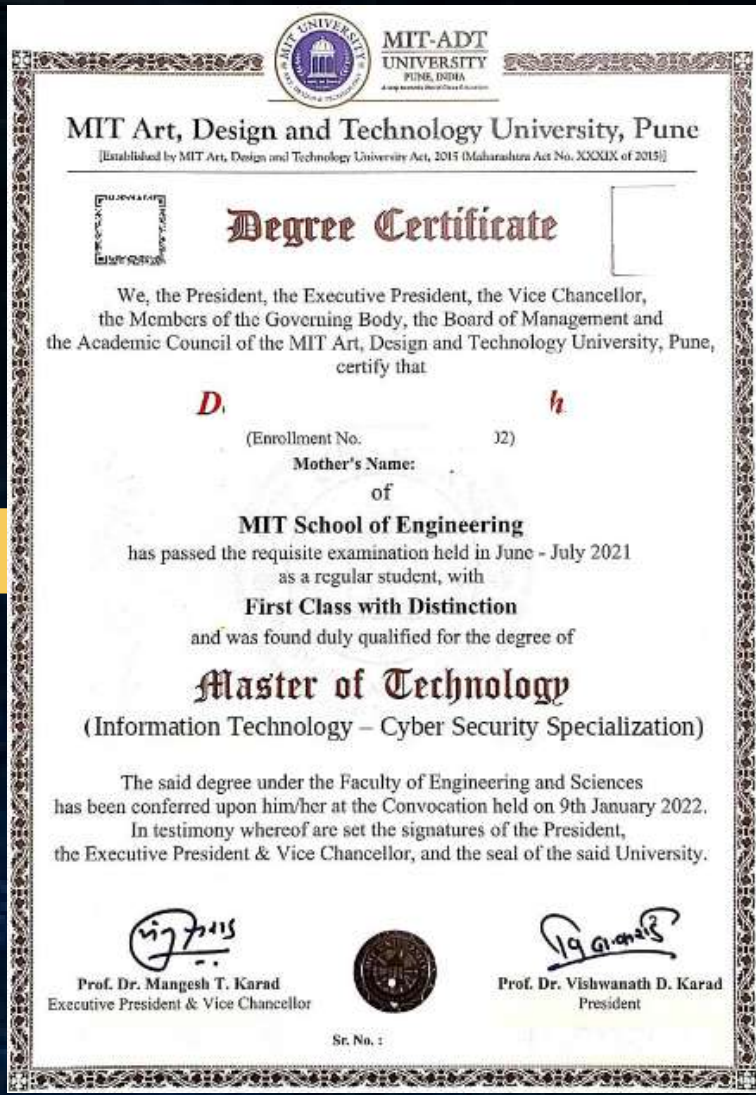 MIT UNIVERSITY
MIT-ADT
UNIVERSITY
PUNE, INDIA
MIT Art, Design and Technology University, Pune
[Established by MIT Art, Design and Technology University Act, 2015 (Maharashtra Act No. XXXIX of 2015)]
Degree Certificate
We, the President, the Executive President, the Vice Chancellor,
the Members of the Governing Body, the Board of Management and
the Academic Council of the MIT Art, Design and Technology University, Pune,
certify that
D h
(Enrollment No. 02)
Mother's Name:
of
MIT School of Engineering
has passed the requisite examination held in June - July 2021
as a regular student, with
First Class with Distinction
and was found duly qualified for the degree of
Master of Technology
(Information Technology – Cyber Security Specialization)
The said degree under the Faculty of Engineering and Sciences
has been conferred upon him/her at the Convocation held on 9th January 2022.
In testimony whereof are set the signatures of the President,
the Executive President & Vice Chancellor, and the seal of the said University.
Prof. Dr. Mangesh T. Karad
Executive President & Vice Chancellor
Prof. Dr. Vishwanath D. Karad
President
Sr. No. :